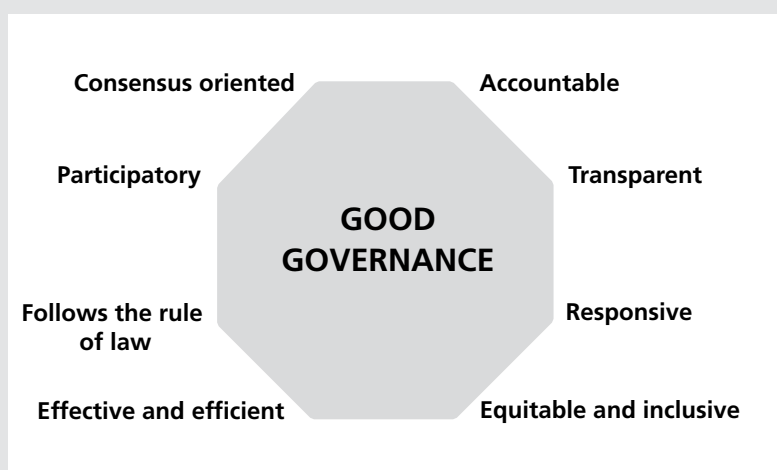 Consensus oriented
Accountable
Participatory
Transparent
GOOD
GOVERNANCE
Follows the rule
of law
Responsive
Effective and efficient
Equitable and inclusive